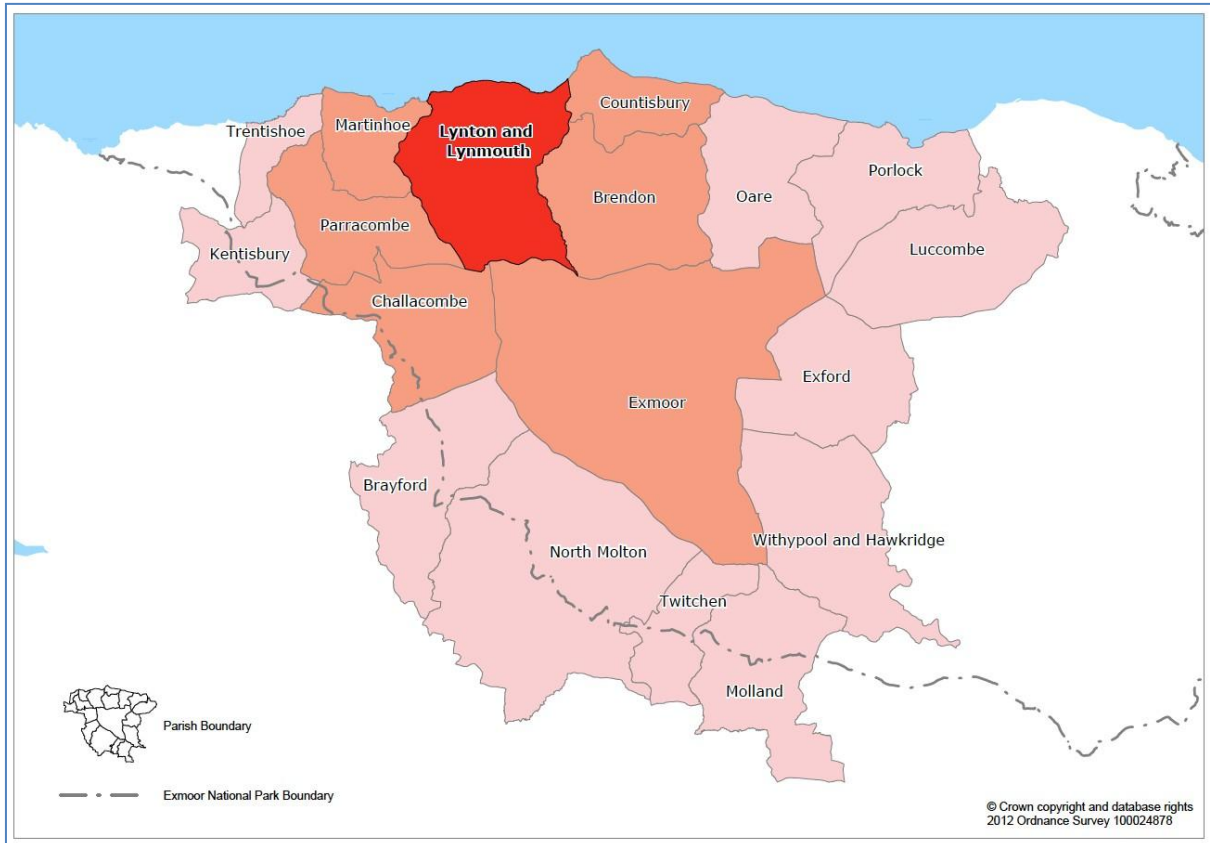 Countisbury
Trentishoe
Martinhoe
Lynton and
Lynmouth
Porlock
Oare
Brendon
Parracombe
Luccombe
Kentisbury
Challacombe
Exford
Exmoor
Brayford
Withypool and Hawkridge
North Molton
Twitchen
Molland
Parish Boundary
Exmoor National Park Boundary
© Crown copyright and database rights
2012 Ordnance Survey 100024878